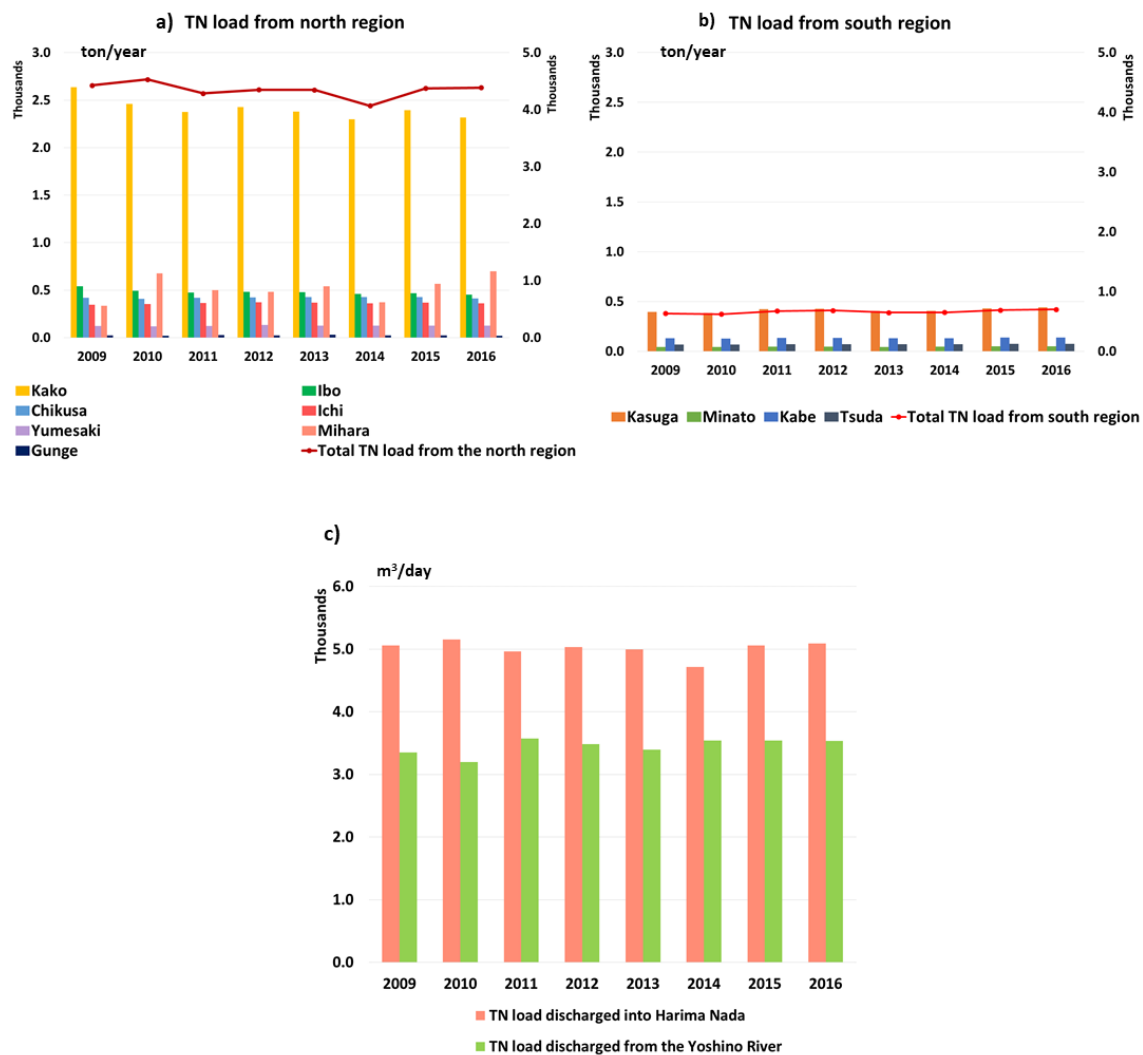 a) TN load from north region
ton/year
Thousands
3.0
2.5
2.0
1.5
1.0
0.5
0.0
5.0
4.0
3.0
2.0
1.0
0.0
Thousands
2009 2010 2011 2012 2013 2014 2015 2016
Kako Ibo
Chikusa Ichi
Yumesaki Mihara
Gunge Total TN load from the north region
b) TN load from south region
ton/year
Thousands
3.0
2.5
2.0
1.5
1.0
0.5
0.0
5.0
4.0
3.0
2.0
1.0
0.0
Thousands
2009 2010 2011 2012 2013 2014 2015 2016
Kasuga Minato Kabe Tsuda Total TN load from south region
c)
m³/day
Thousands
6.0
5.0
4.0
3.0
2.0
1.0
0.0
2009 2010 2011 2012 2013 2014 2015 2016
TN load discharged into Harima Nada
TN load discharged from the Yoshino River